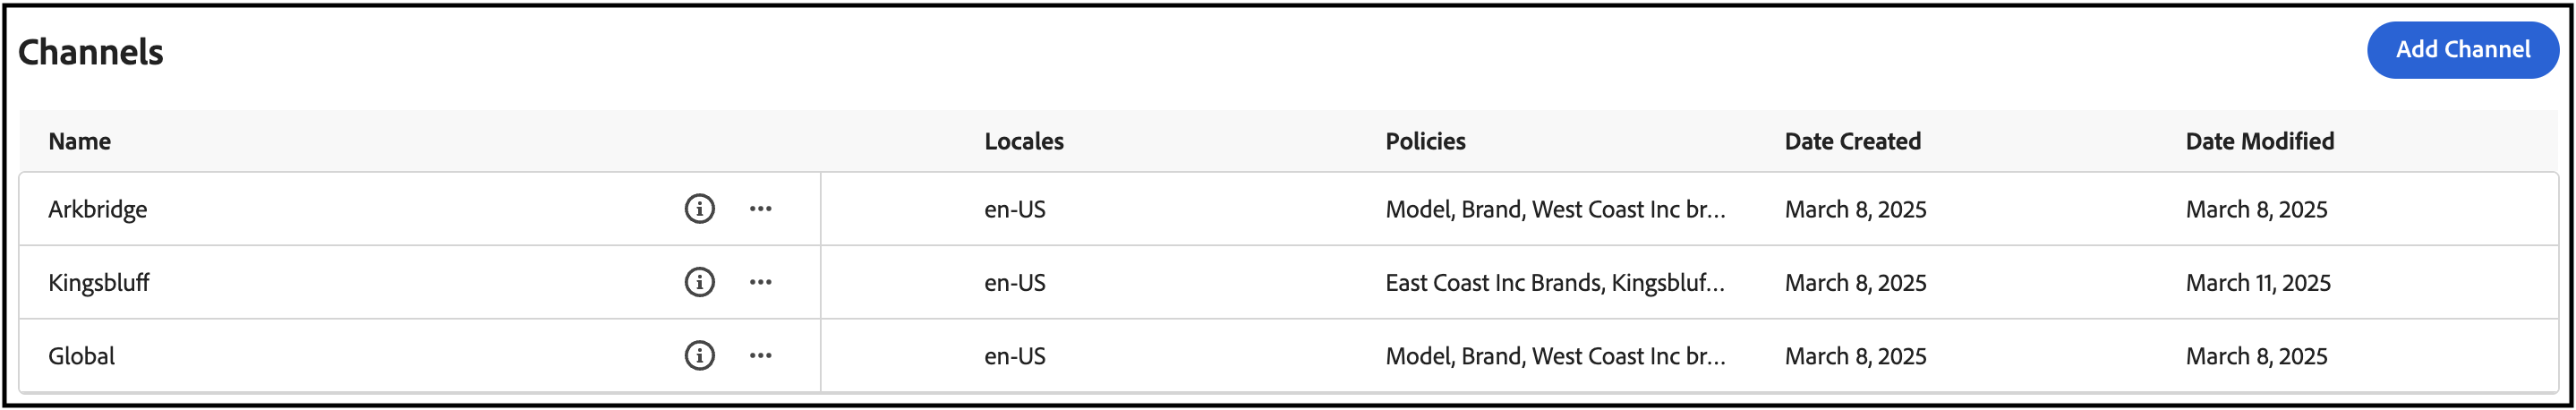 Channels
Add Channel
Name Locales Policies Date Created Date Modified
Arkbridge en-US Model, Brand, West Coast Inc br... March 8, 2025 March 8, 2025
Kingsbluff en-US East Coast Inc Brands, Kingsbluf... March 8, 2025 March 11, 2025
Global en-US Model, Brand, West Coast Inc br... March 8, 2025 March 8, 2025